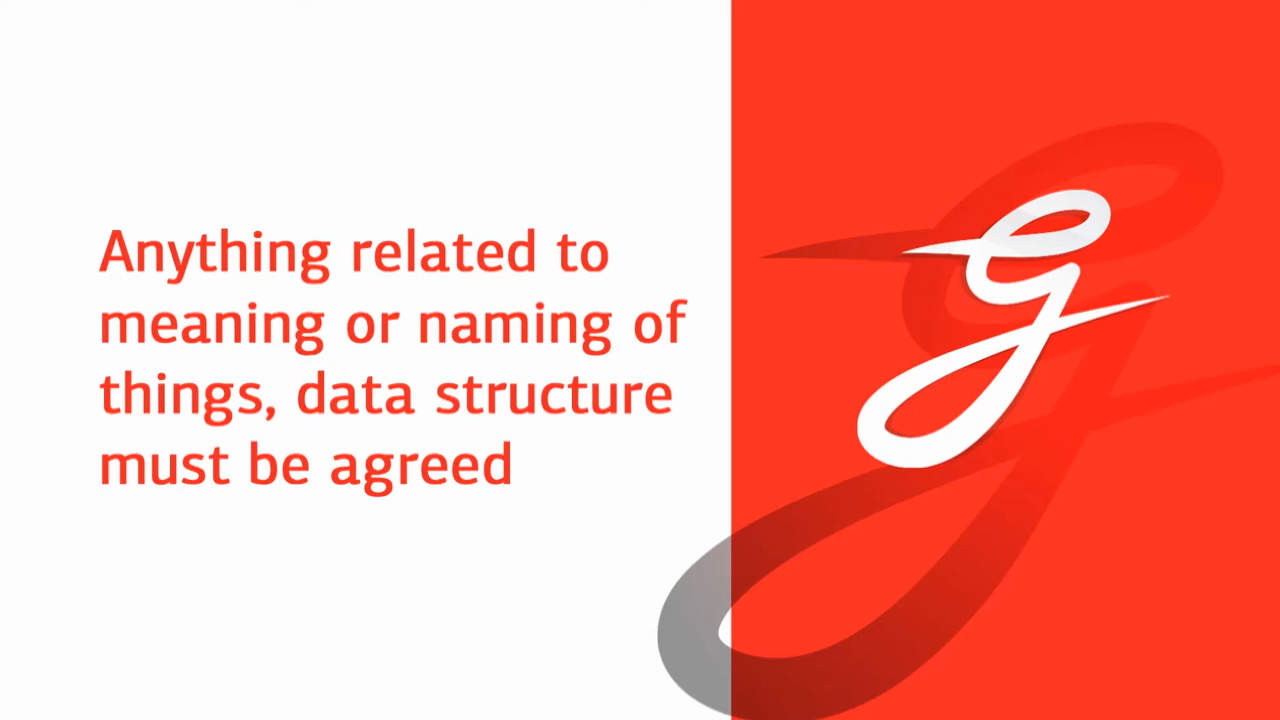 Anything related to
meaning or naming of
things, data structure
must be agreed